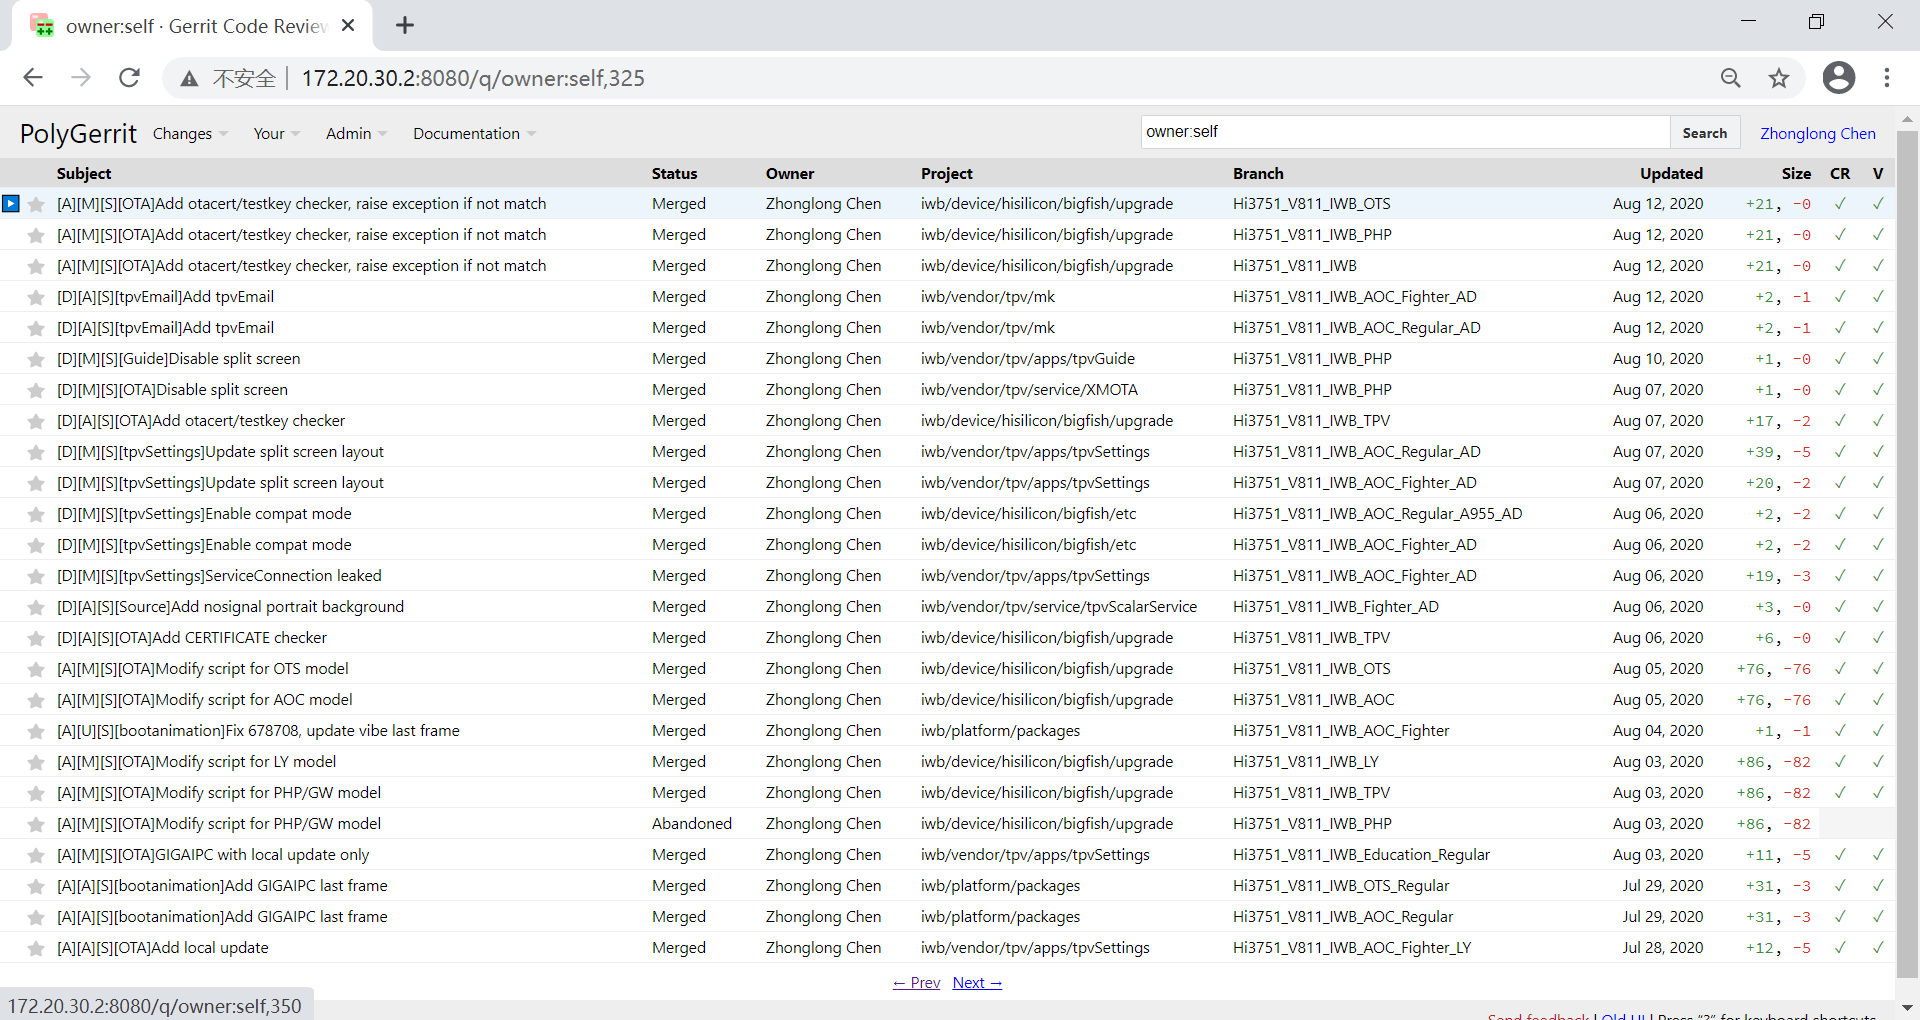 owner:self · Gerrit Code Review
不安全 172.20.30.2:8080/q/owner:self,325
PolyGerrit Changes Your Admin Documentation owner:self Search Zhonglong Chen
Subject Status Owner Project Branch Updated Size CR V
[A][M][S][OTA]Add otacert/testkey checker, raise exception if not match Merged Zhonglong Chen iwb/device/hisilicon/bigfish/upgrade Hi3751_V811_IWB_OTS Aug 12, 2020 +21, -0 ✓ ✓
[A][M][S][OTA]Add otacert/testkey checker, raise exception if not match Merged Zhonglong Chen iwb/device/hisilicon/bigfish/upgrade Hi3751_V811_IWB_PHP Aug 12, 2020 +21, -0 ✓ ✓
[A][M][S][OTA]Add otacert/testkey checker, raise exception if not match Merged Zhonglong Chen iwb/device/hisilicon/bigfish/upgrade Hi3751_V811_IWB Aug 12, 2020 +21, -0 ✓ ✓
[D][A][S][tpvEmail]Add tpvEmail Merged Zhonglong Chen iwb/vendor/tpv/mk Hi3751_V811_IWB_AOC_Fighter_AD Aug 12, 2020 +2, -1 ✓ ✓
[D][A][S][tpvEmail]Add tpvEmail Merged Zhonglong Chen iwb/vendor/tpv/mk Hi3751_V811_IWB_AOC_Regular_AD Aug 12, 2020 +2, -1 ✓ ✓
[D][M][S][Guide]Disable split screen Merged Zhonglong Chen iwb/vendor/tpv/apps/tpvGuide Hi3751_V811_IWB_PHP Aug 10, 2020 +1, -0 ✓ ✓
[D][M][S][OTA]Disable split screen Merged Zhonglong Chen iwb/vendor/tpv/service/XMOTA Hi3751_V811_IWB_PHP Aug 07, 2020 +1, -0 ✓ ✓
[D][A][S][OTA]Add otacert/testkey checker Merged Zhonglong Chen iwb/device/hisilicon/bigfish/upgrade Hi3751_V811_IWB_TPV Aug 07, 2020 +17, -2 ✓ ✓
[D][M][S][tpvSettings]Update split screen layout Merged Zhonglong Chen iwb/vendor/tpv/apps/tpvSettings Hi3751_V811_IWB_AOC_Regular_AD Aug 07, 2020 +39, -5 ✓ ✓
[D][M][S][tpvSettings]Update split screen layout Merged Zhonglong Chen iwb/vendor/tpv/apps/tpvSettings Hi3751_V811_IWB_AOC_Fighter_AD Aug 07, 2020 +20, -2 ✓ ✓
[D][M][S][tpvSettings]Enable compat mode Merged Zhonglong Chen iwb/device/hisilicon/bigfish/etc Hi3751_V811_IWB_AOC_Regular_A955_AD Aug 06, 2020 +2, -2 ✓ ✓
[D][M][S][tpvSettings]Enable compat mode Merged Zhonglong Chen iwb/device/hisilicon/bigfish/etc Hi3751_V811_IWB_AOC_Fighter_AD Aug 06, 2020 +2, -2 ✓ ✓
[D][M][S][tpvSettings]ServiceConnection leaked Merged Zhonglong Chen iwb/vendor/tpv/apps/tpvSettings Hi3751_V811_IWB_AOC_Fighter_AD Aug 06, 2020 +19, -3 ✓ ✓
[D][A][S][Source]Add nosignal portrait background Merged Zhonglong Chen iwb/vendor/tpv/service/tpvScalarService Hi3751_V811_IWB_Fighter_AD Aug 06, 2020 +3, -0 ✓ ✓
[D][A][S][OTA]Add CERTIFICATE checker Merged Zhonglong Chen iwb/device/hisilicon/bigfish/upgrade Hi3751_V811_IWB_TPV Aug 06, 2020 +6, -0 ✓ ✓
[A][M][S][OTA]Modify script for OTS model Merged Zhonglong Chen iwb/device/hisilicon/bigfish/upgrade Hi3751_V811_IWB_OTS Aug 05, 2020 +76, -76 ✓ ✓
[A][M][S][OTA]Modify script for AOC model Merged Zhonglong Chen iwb/device/hisilicon/bigfish/upgrade Hi3751_V811_IWB_AOC Aug 05, 2020 +76, -76 ✓ ✓
[A][U][S][bootanimation]Fix 678708, update vibe last frame Merged Zhonglong Chen iwb/platform/packages Hi3751_V811_IWB_AOC_Fighter Aug 04, 2020 +1, -1 ✓ ✓
[A][M][S][OTA]Modify script for LY model Merged Zhonglong Chen iwb/device/hisilicon/bigfish/upgrade Hi3751_V811_IWB_LY Aug 03, 2020 +86, -82 ✓ ✓
[A][M][S][OTA]Modify script for PHP/GW model Merged Zhonglong Chen iwb/device/hisilicon/bigfish/upgrade Hi3751_V811_IWB_TPV Aug 03, 2020 +86, -82 ✓ ✓
[A][M][S][OTA]Modify script for PHP/GW model Abandoned Zhonglong Chen iwb/device/hisilicon/bigfish/upgrade Hi3751_V811_IWB_PHP Aug 03, 2020 +86, -82
[A][M][S][OTA]GIGAIPC with local update only Merged Zhonglong Chen iwb/vendor/tpv/apps/tpvSettings Hi3751_V811_IWB_Education_Regular Aug 03, 2020 +11, -5 ✓ ✓
[A][A][S][bootanimation]Add GIGAIPC last frame Merged Zhonglong Chen iwb/platform/packages Hi3751_V811_IWB_OTS_Regular Jul 29, 2020 +31, -3 ✓ ✓
[A][A][S][bootanimation]Add GIGAIPC last frame Merged Zhonglong Chen iwb/platform/packages Hi3751_V811_IWB_AOC_Regular Jul 29, 2020 +31, -3 ✓ ✓
[A][A][S][OTA]Add local update Merged Zhonglong Chen iwb/vendor/tpv/apps/tpvSettings Hi3751_V811_IWB_AOC_Fighter_LY Jul 28, 2020 +12, -5 ✓ ✓
← Prev Next →
172.20.30.2:8080/q/owner:self,350
Send feedback | Old UI | Press "?" for keyboard shortcuts